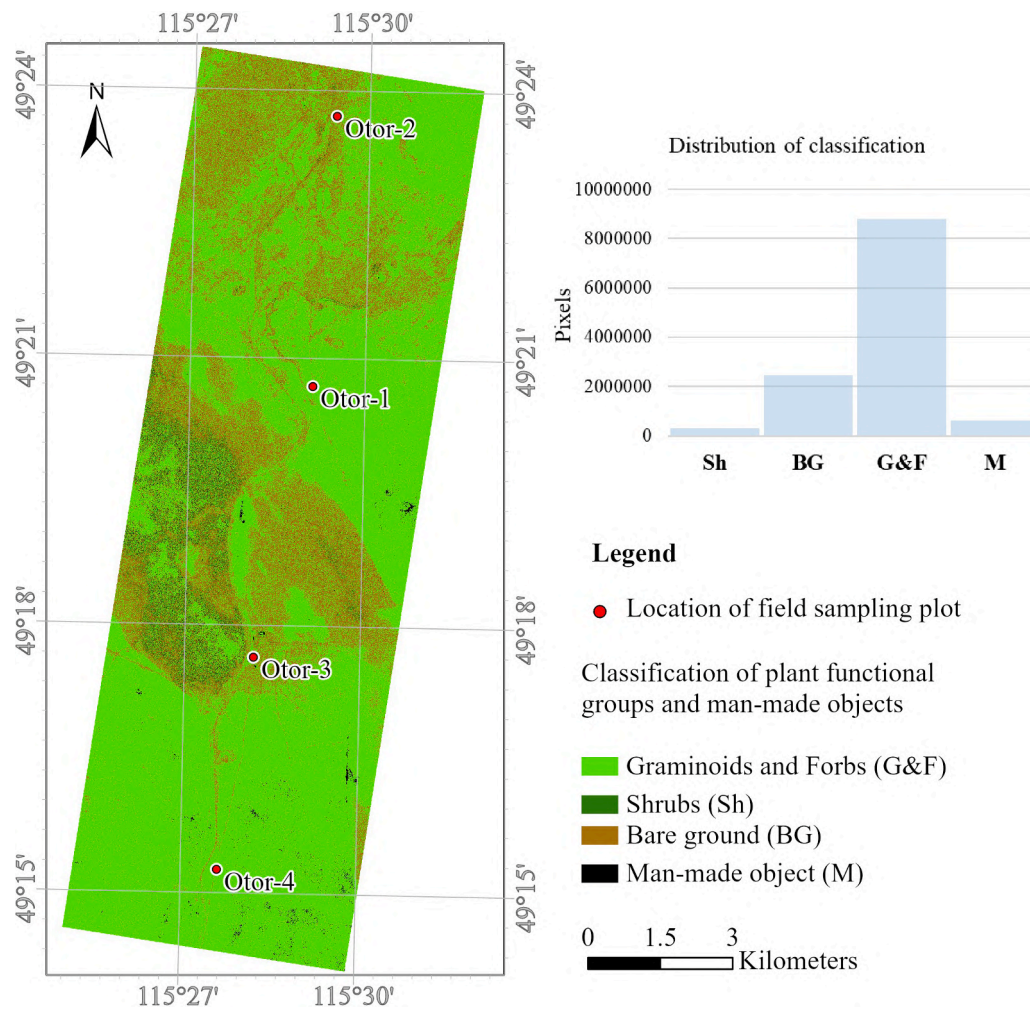 115°27' 115°30'
49°24' 49°24'
N
Otor-2
49°21' 49°21'
Otor-1
49°18' 49°18'
Otor-3
49°15' 49°15'
Otor-4
115°27' 115°30'
Distribution of classification
Pixels
10000000
8000000
6000000
4000000
2000000
0
Sh BG G&F M
Legend
Location of field sampling plot
Classification of plant functional
groups and man-made objects
Graminoids and Forbs (G&F)
Shrubs (Sh)
Bare ground (BG)
Man-made object (M)
0 1.5 3
Kilometers